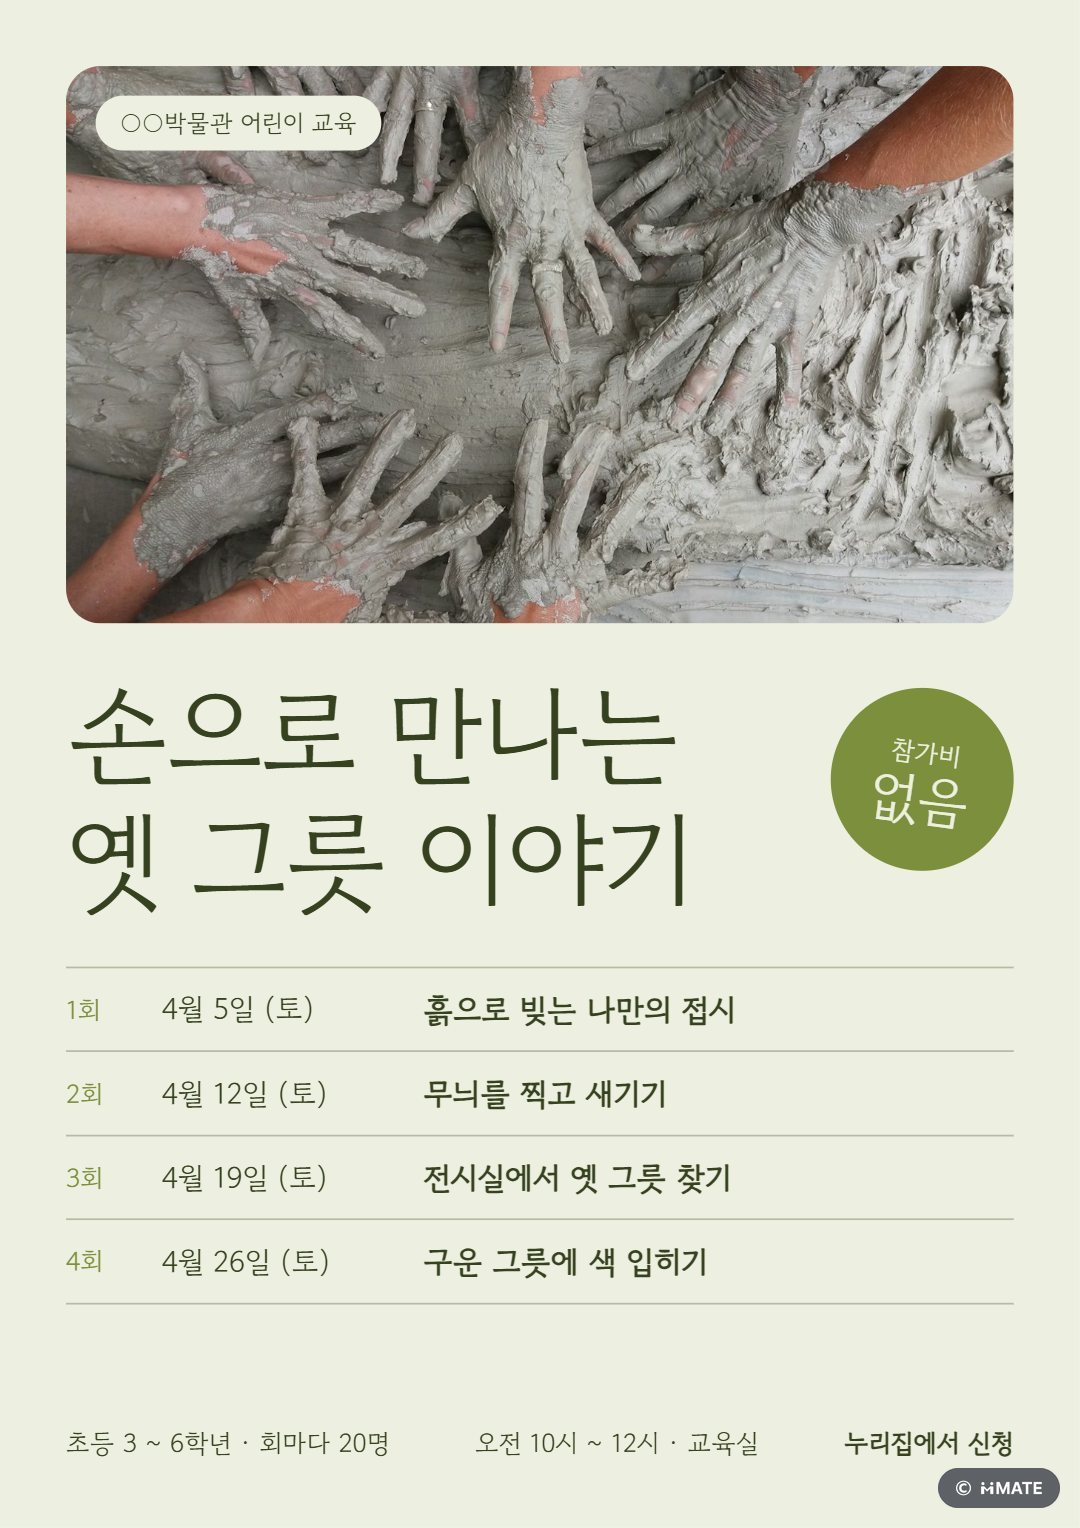 ○○박물관 어린이 교육
손으로 만나는
옛 그릇 이야기
참가비
없음
1회 4월 5일 (토) 흙으로 빚는 나만의 접시
2회 4월 12일 (토) 무늬를 찍고 새기기
3회 4월 19일 (토) 전시실에서 옛 그릇 찾기
4회 4월 26일 (토) 구운 그릇에 색 입히기
초등 3 ~ 6학년 · 회마다 20명 오전 10시 ~ 12시 · 교육실 누리집에서 신청
© MMATE